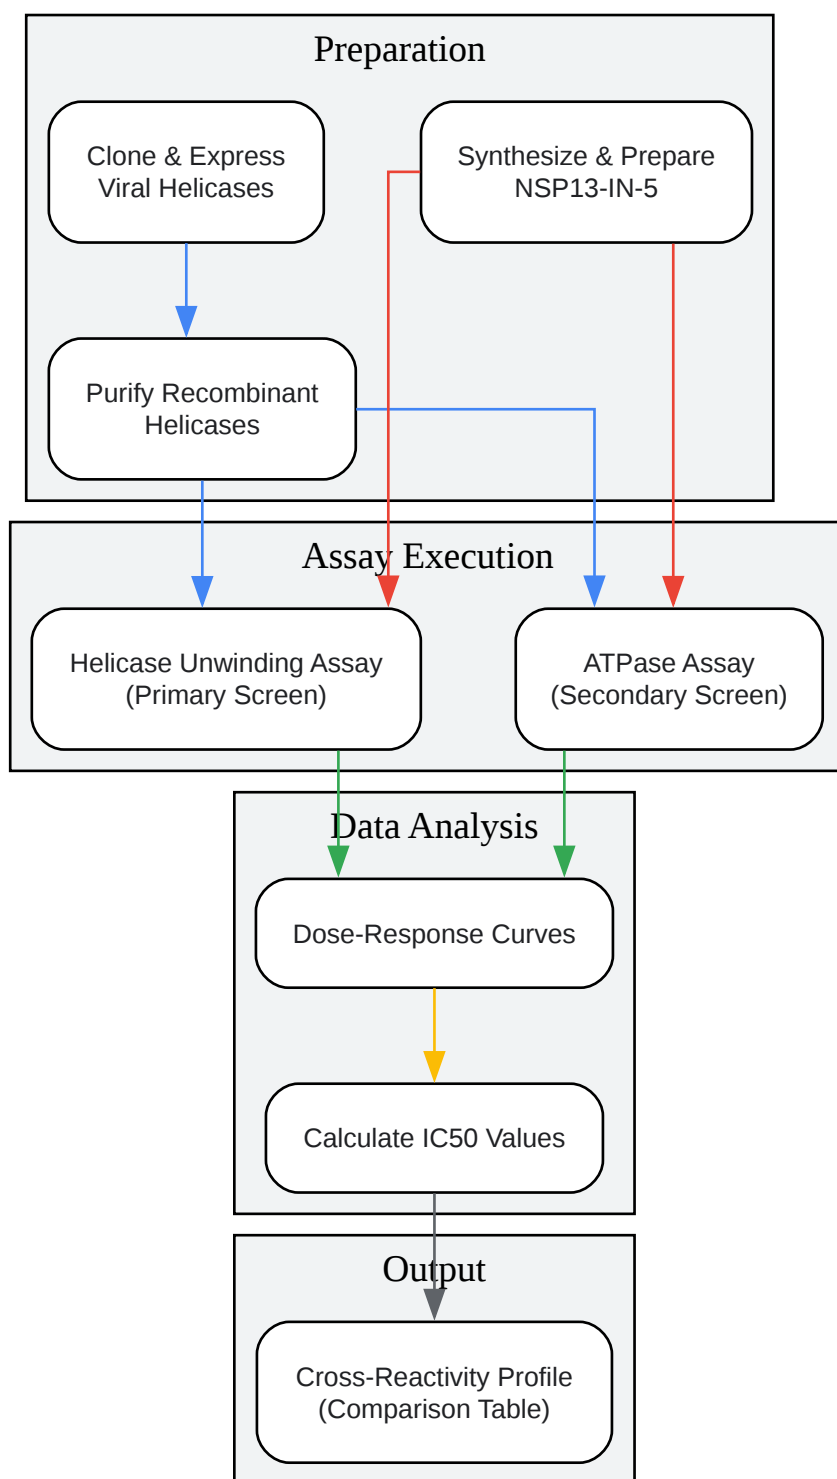 Preparation
Clone & Express
Viral Helicases
Synthesize & Prepare
NSP13-IN-5
Purify Recombinant
Helicases
Assay Execution
Helicase Unwinding Assay
(Primary Screen)
ATPase Assay
(Secondary Screen)
Data Analysis
Dose-Response Curves
Calculate IC50 Values
Output
Cross-Reactivity Profile
(Comparison Table)